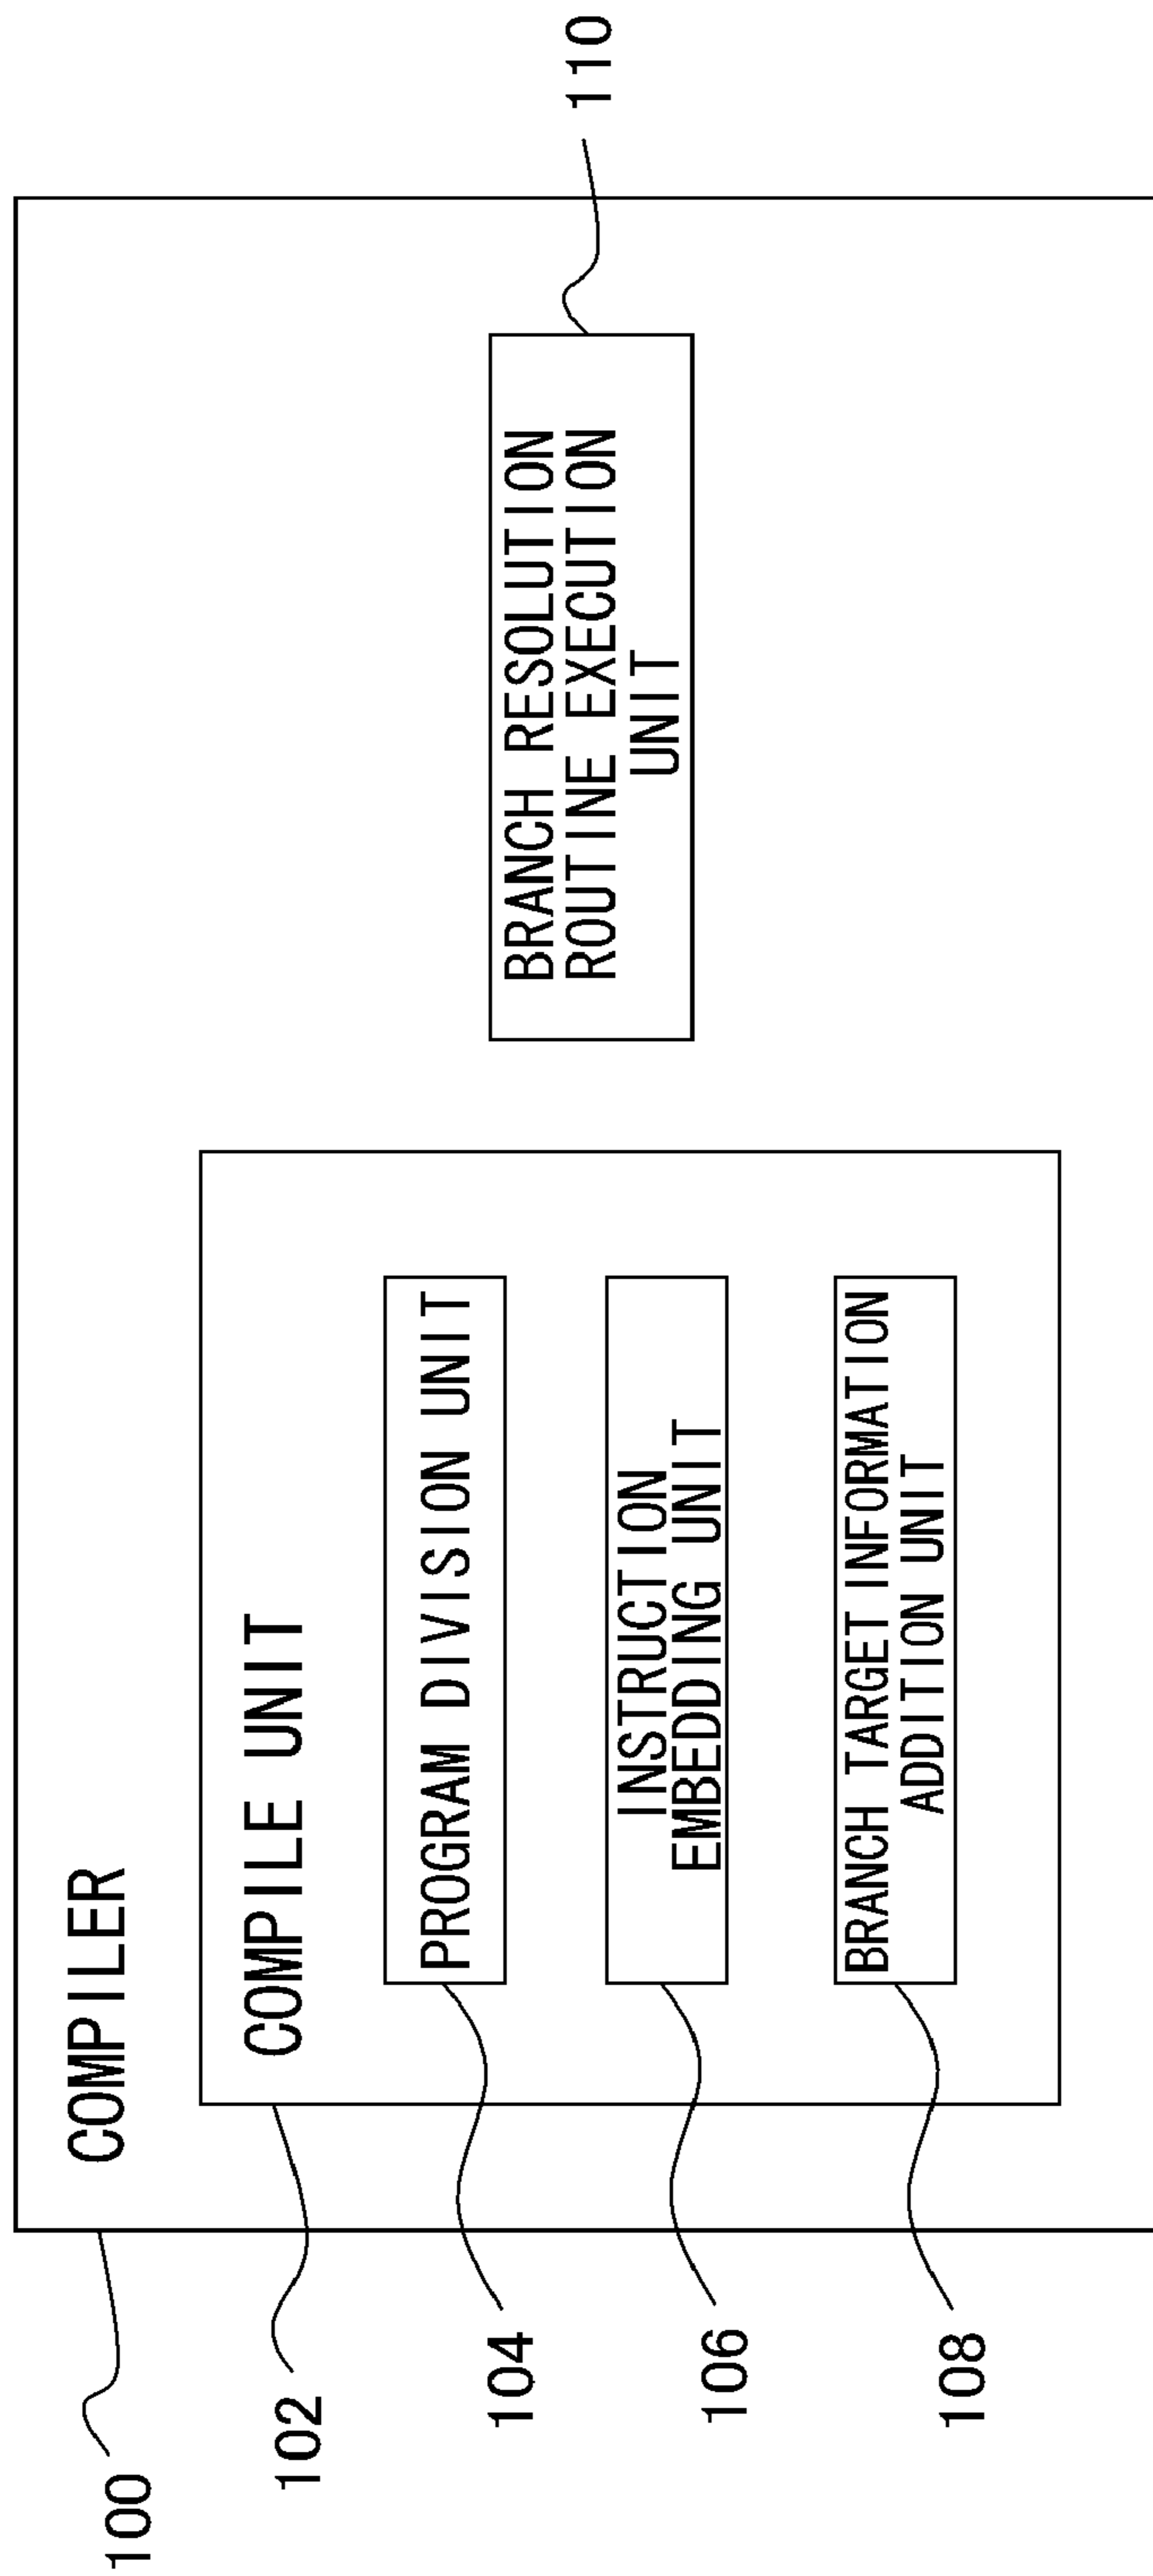 COMPILER
100
COMPILE UNIT
102
PROGRAM DIVISION UNIT
104
INSTRUCTION
EMBEDDING UNIT
106
BRANCH TARGET INFORMATION
ADDITION UNIT
108
BRANCH RESOLUTION
ROUTINE EXECUTION
UNIT
110